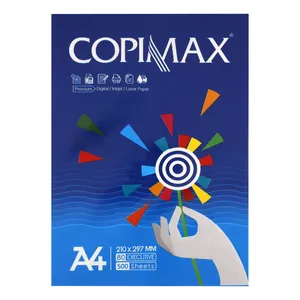 COPIMAX®
Premium Digital | Inkjet | Laser Paper
A4
210 x 297 MM
80 EXECUTIVE
500 Sheets